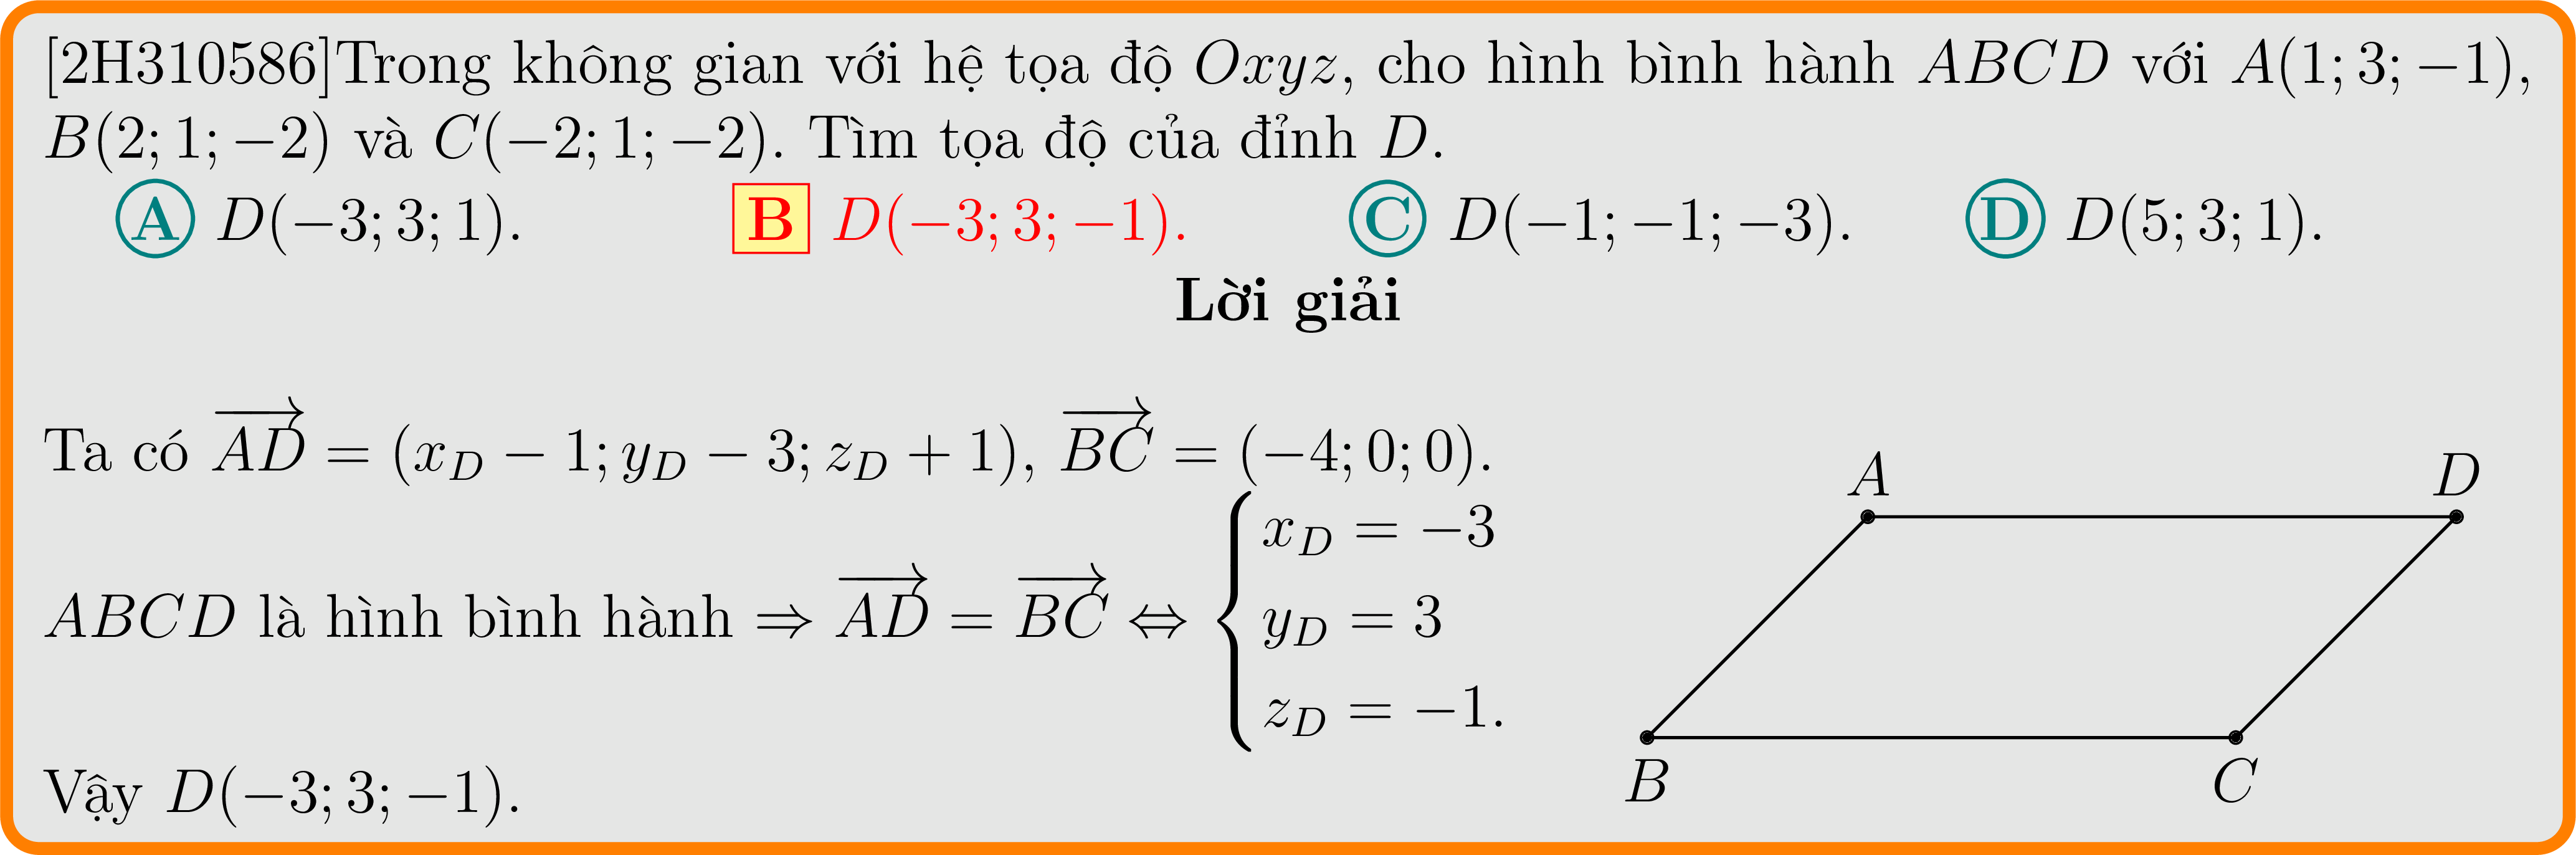 [2H310586]Trong không gian với hệ tọa độ Oxyz, cho hình bình hành ABCD với A(1; 3; −1),
B(2; 1; −2) và C(−2; 1; −2). Tìm tọa độ của đỉnh D.
A D(−3; 3; 1). B D(−3; 3; −1). C D(−1; −1; −3). D D(5; 3; 1).
Lời giải
Ta có $\overrightarrow{AD} = (x_D − 1; y_D − 3; z_D + 1)$, $\overrightarrow{BC} = (−4; 0; 0)$.
ABCD là hình bình hành ⇒ $\overrightarrow{AD} = \overrightarrow{BC}$ ⇔ $\begin{cases} x_D = −3 \\ y_D = 3 \\ z_D = −1. \end{cases}$
Vậy D(−3; 3; −1).
A
D
B
C